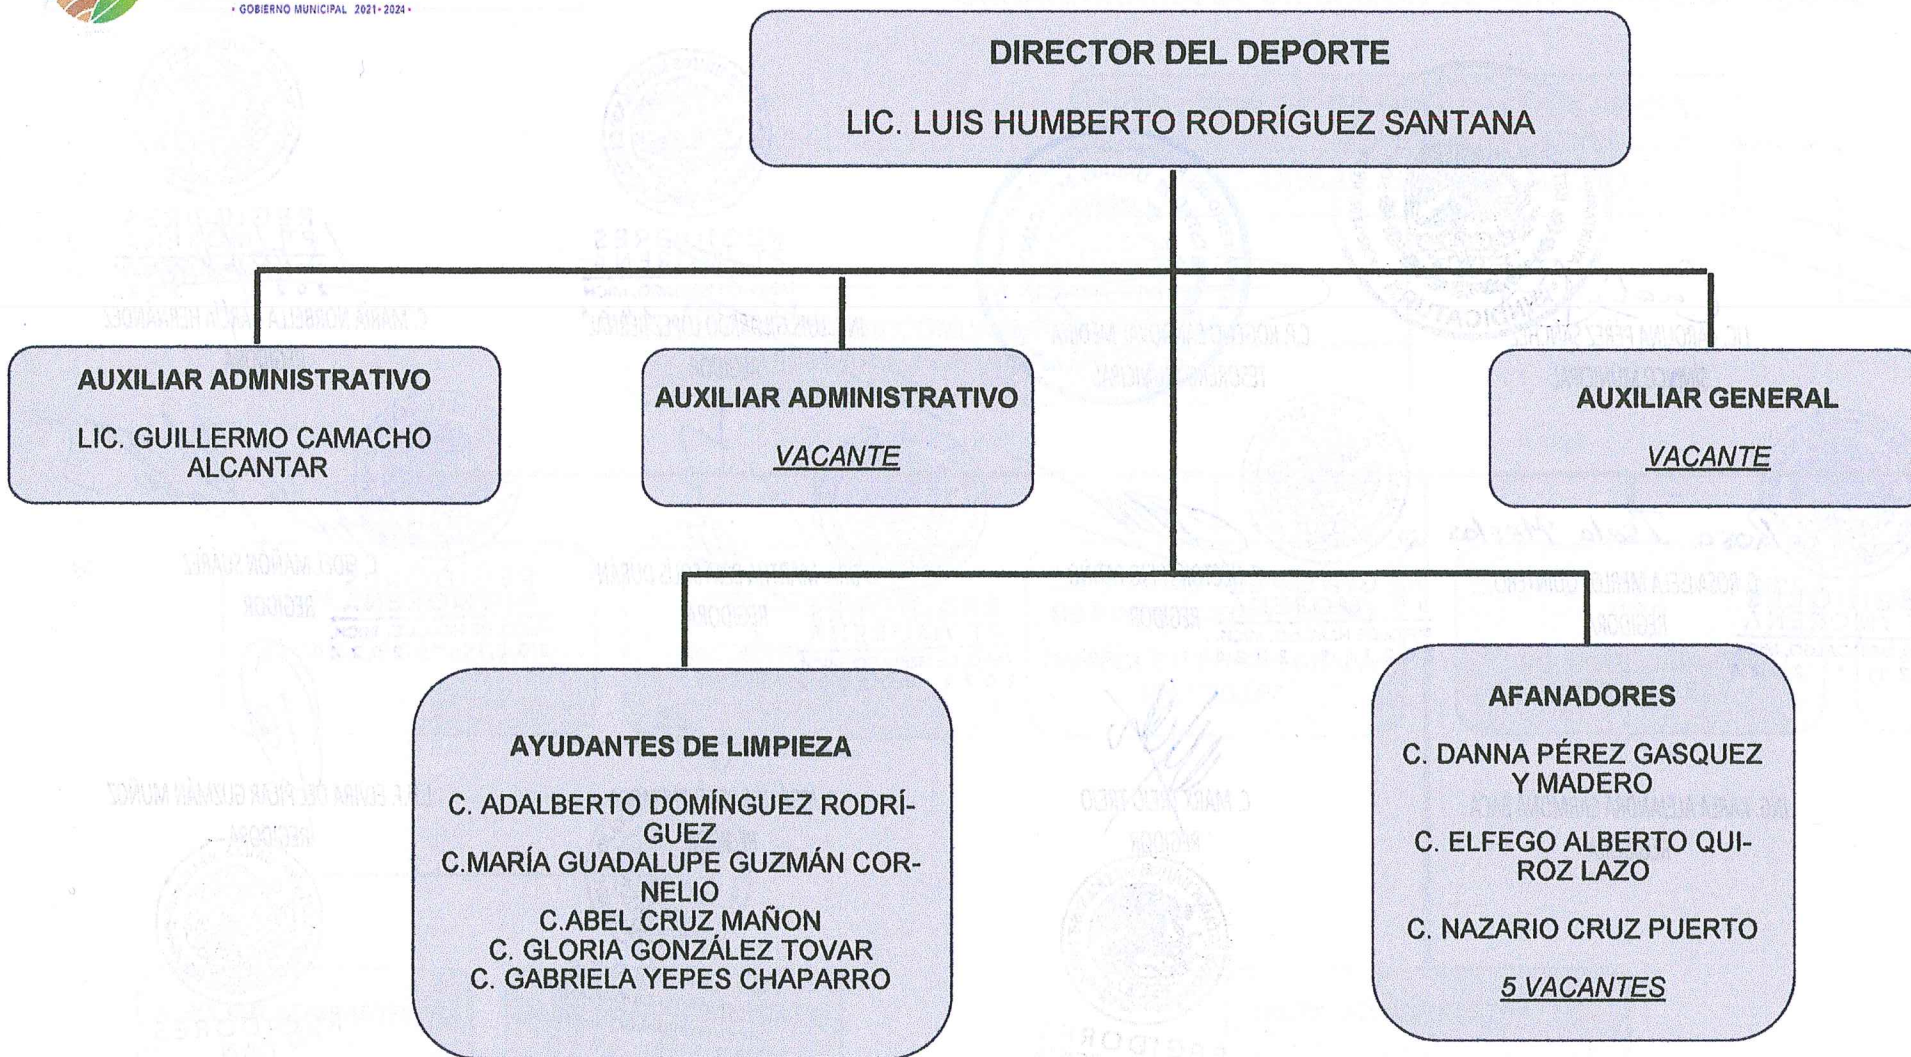 • GOBIERNO MUNICIPAL 2021-2024 •
DIRECTOR DEL DEPORTE
LIC. LUIS HUMBERTO RODRÍGUEZ SANTANA
AUXILIAR ADMNISTRATIVO
LIC. GUILLERMO CAMACHO
ALCANTAR
AUXILIAR ADMINISTRATIVO
VACANTE
AUXILIAR GENERAL
VACANTE
AYUDANTES DE LIMPIEZA
C. ADALBERTO DOMÍNGUEZ RODRÍ-
GUEZ
C.MARÍA GUADALUPE GUZMÁN COR-
NELIO
C.ABEL CRUZ MAÑON
C. GLORIA GONZÁLEZ TOVAR
C. GABRIELA YEPES CHAPARRO
AFANADORES
C. DANNA PÉREZ GASQUEZ
Y MADERO
C. ELFEGO ALBERTO QUI-
ROZ LAZO
C. NAZARIO CRUZ PUERTO
5 VACANTES